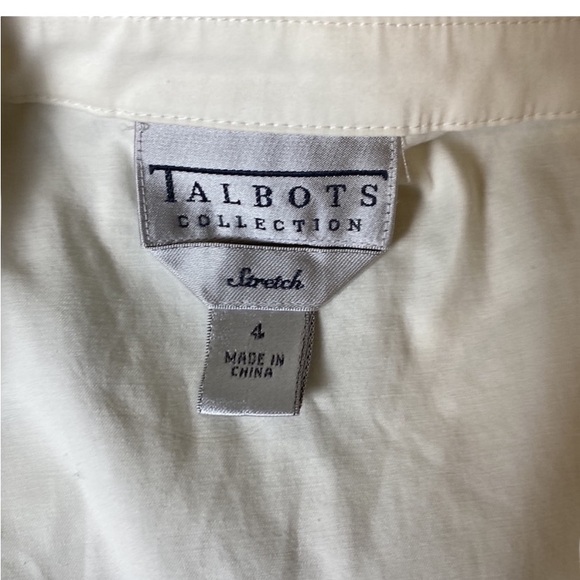 TALBOTS
COLLECTION
Stretch
4
MADE IN
CHINA